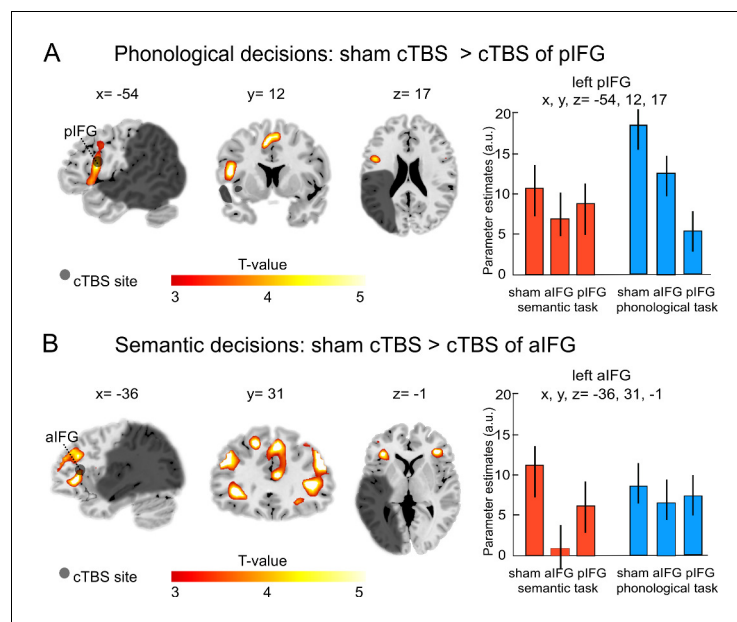 A Phonological decisions: sham cTBS > cTBS of pIFG
x= -54 y= 12 z= 17
pIFG
cTBS site
T-value
3 4 5
left pIFG
x, y, z= -54, 12, 17
Parameter estimates (a.u.)
20
15
10
5
0
sham aIFG pIFG sham aIFG pIFG
semantic task phonological task
B Semantic decisions: sham cTBS > cTBS of aIFG
x= -36 y= 31 z= -1
aIFG
cTBS site
T-value
3 4 5
left aIFG
x, y, z= -36, 31, -1
Parameter estimates (a.u.)
20
15
10
5
0
sham aIFG pIFG sham aIFG pIFG
semantic task phonological task